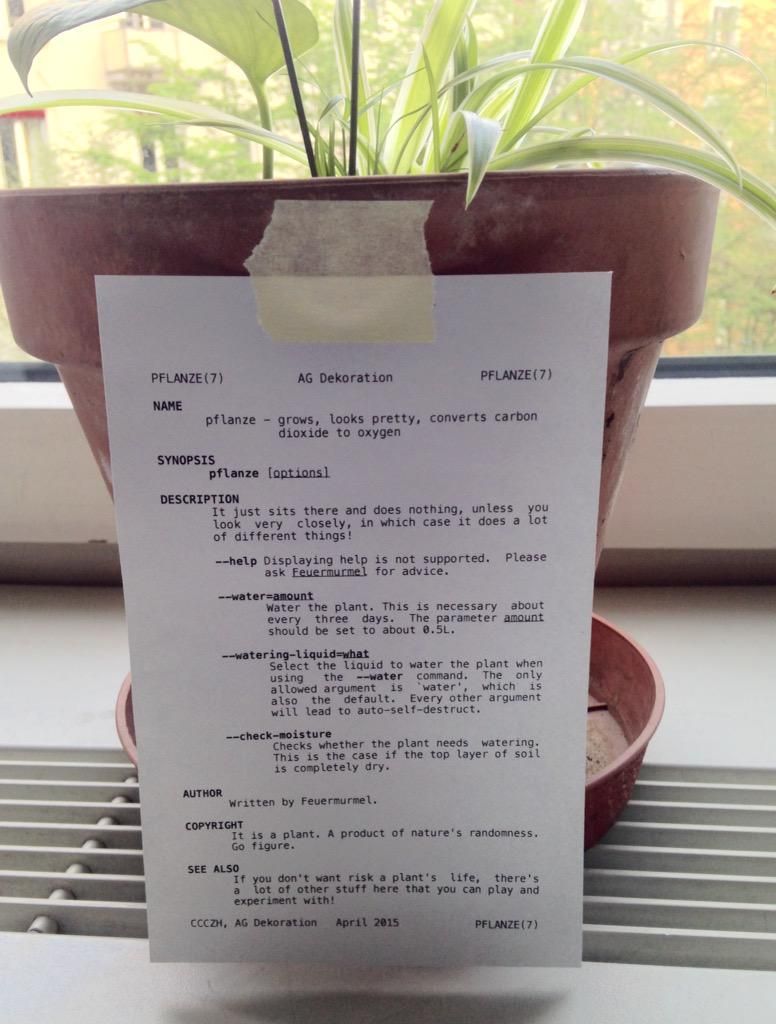 PFLANZE(7) AG Dekoration PFLANZE(7)
NAME
pflanze – grows, looks pretty, converts carbon
dioxide to oxygen
SYNOPSIS
pflanze [options]
DESCRIPTION
It just sits there and does nothing, unless you
look very closely, in which case it does a lot
of different things!
--help Displaying help is not supported. Please
ask Feuermurmel for advice.
--water=amount
Water the plant. This is necessary about
every three days. The parameter amount
should be set to about 0.5L.
--watering-liquid=what
Select the liquid to water the plant when
using the --water command. The only
allowed argument is `water', which is
also the default. Every other argument
will lead to auto-self-destruct.
--check-moisture
Checks whether the plant needs watering.
This is the case if the top layer of soil
is completely dry.
AUTHOR
Written by Feuermurmel.
COPYRIGHT
It is a plant. A product of nature's randomness.
Go figure.
SEE ALSO
If you don't want risk a plant's life, there's
a lot of other stuff here that you can play and
experiment with!
CCCZH, AG Dekoration April 2015 PFLANZE(7)